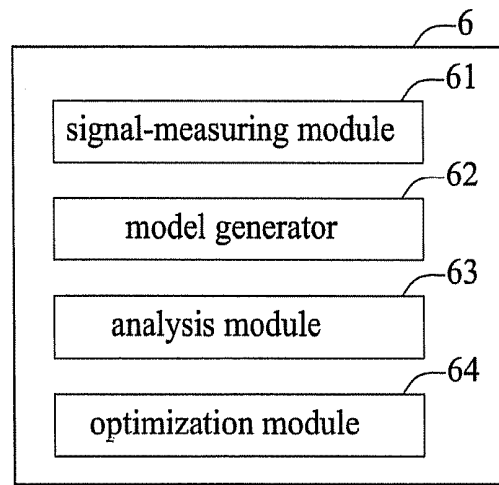 6
61
signal-measuring module
62
model generator
63
analysis module
64
optimization module